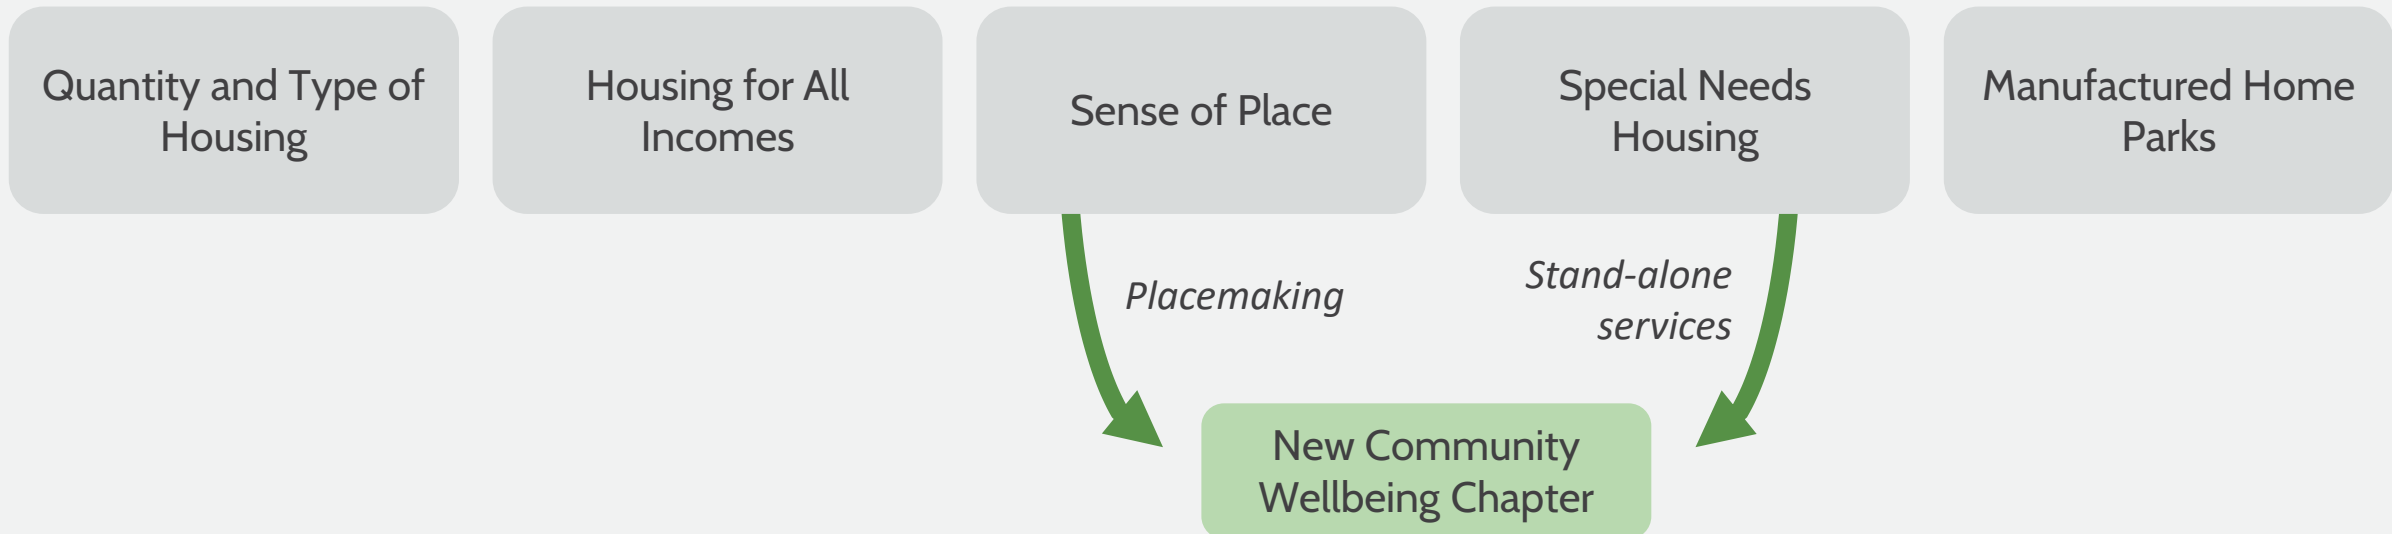 Quantity and Type of
Housing
Housing for All
Incomes
Sense of Place
Special Needs
Housing
Manufactured Home
Parks
Placemaking
Stand-alone
services
New Community
Wellbeing Chapter